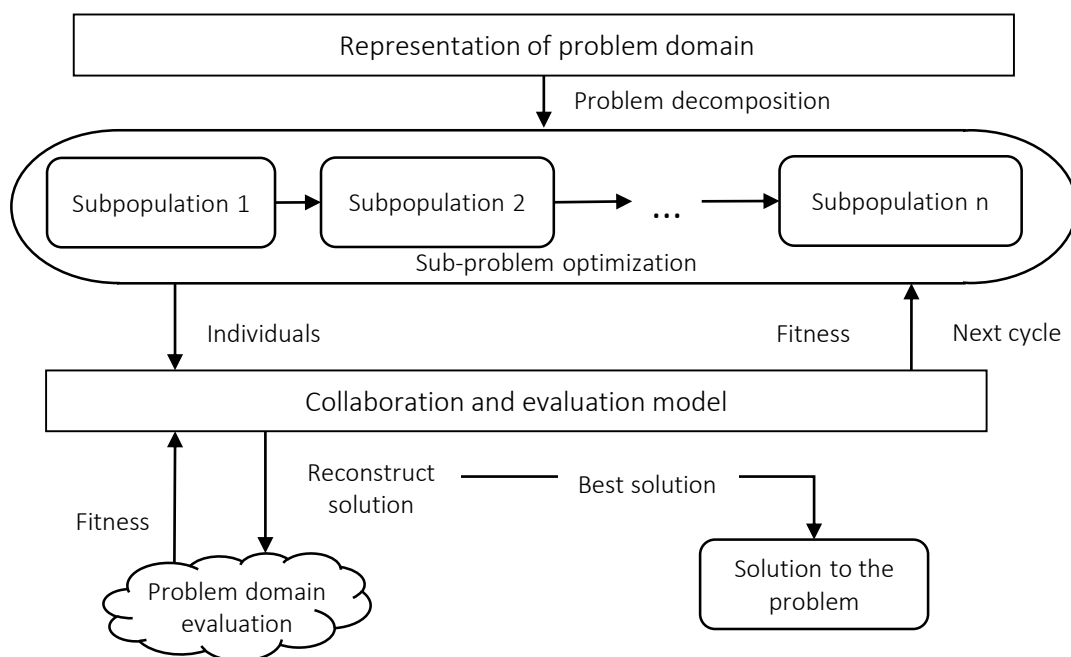 Representation of problem domain
Problem decomposition
Subpopulation 1
Subpopulation 2
...
Subpopulation n
Sub-problem optimization
Individuals
Fitness
Next cycle
Collaboration and evaluation model
Reconstruct
solution
Best solution
Fitness
Problem domain
evaluation
Solution to the
problem